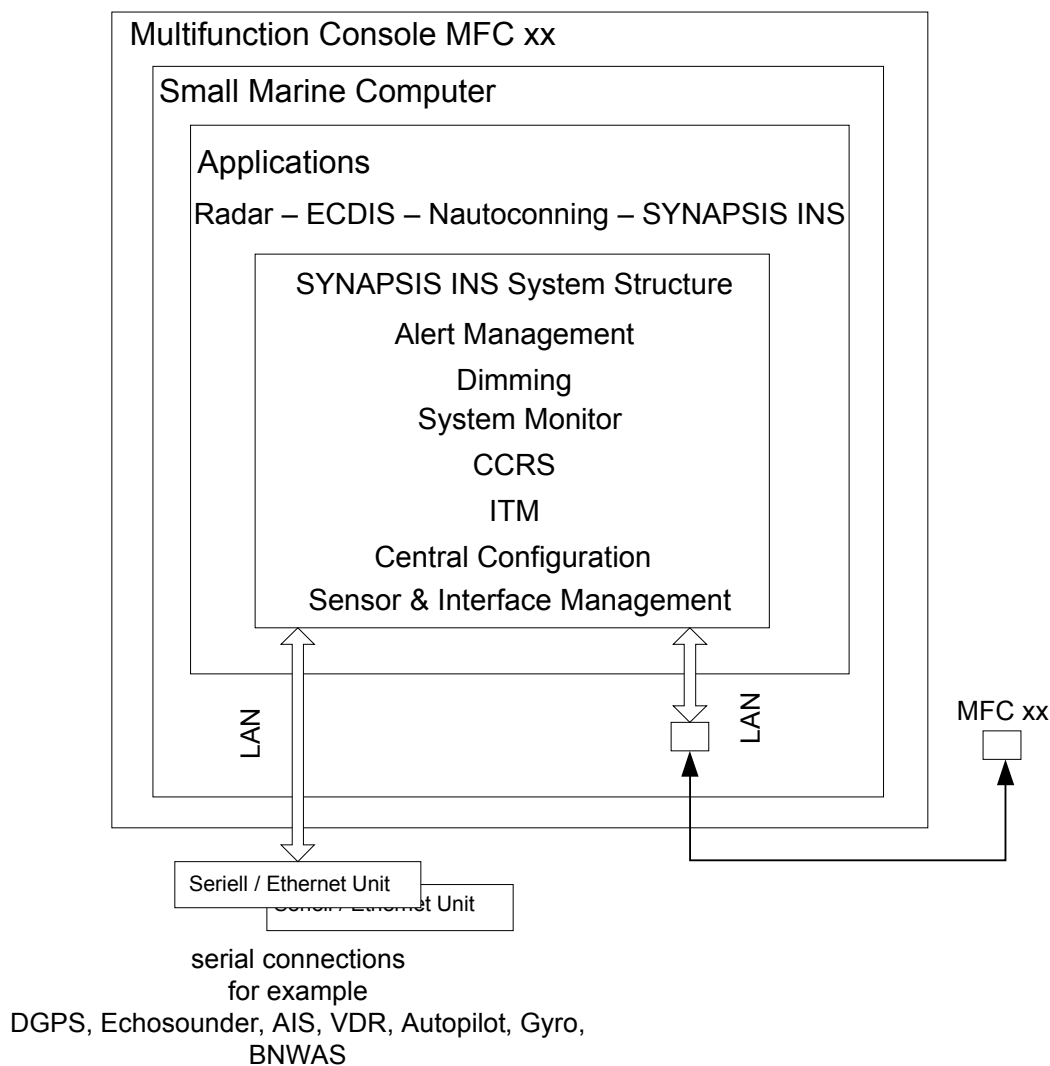 Multifunction Console MFC xx
Small Marine Computer
Applications
Radar – ECDIS – Nautoconning – SYNAPSIS INS
SYNAPSIS INS System Structure
Alert Management
Dimming
System Monitor
CCRS
ITM
Central Configuration
Sensor & Interface Management
LAN
LAN
MFC xx
Seriell / Ethernet Unit
Seriell / Ethernet Unit
serial connections
for example
DGPS, Echosounder, AIS, VDR, Autopilot, Gyro,
BNWAS